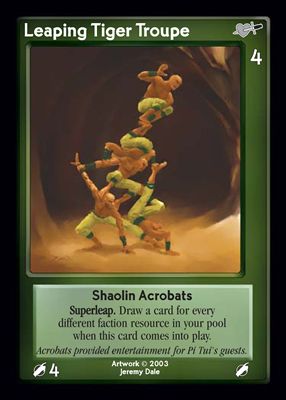 Leaping Tiger Troupe
4
Shaolin Acrobats
Superleap. Draw a card for every
different faction resource in your pool
when this card comes into play.
Acrobats provided entertainment for Pi Tui's guests.
4
Artwork © 2003
Jeremy Dale